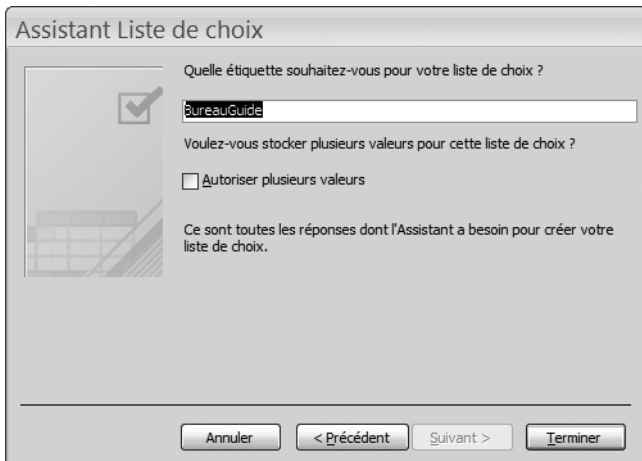 Assistant Liste de choix
Quelle étiquette souhaitez-vous pour votre liste de choix ?
BureauGuide
Voulez-vous stocker plusieurs valeurs pour cette liste de choix ?
Autoriser plusieurs valeurs
Ce sont toutes les réponses dont l'Assistant a besoin pour créer votre
liste de choix.
Annuler
< Précédent
Suivant >
Terminer